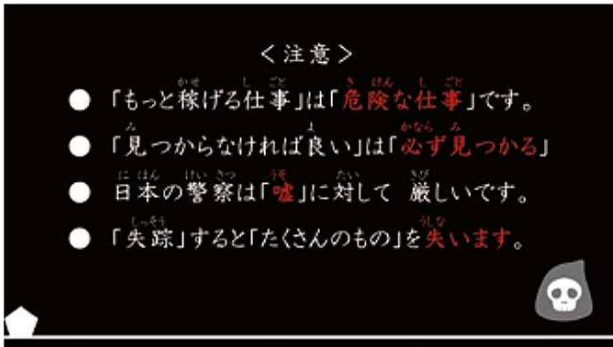 ＜注意＞
●「もっと稼げる仕事」は「危険な仕事」です。
●「見つからなければ良い」は「必ず見つかる」
● 日本の警察は「嘘」に対して 厳しいです。
●「失踪」すると「たくさんのもの」を失います。